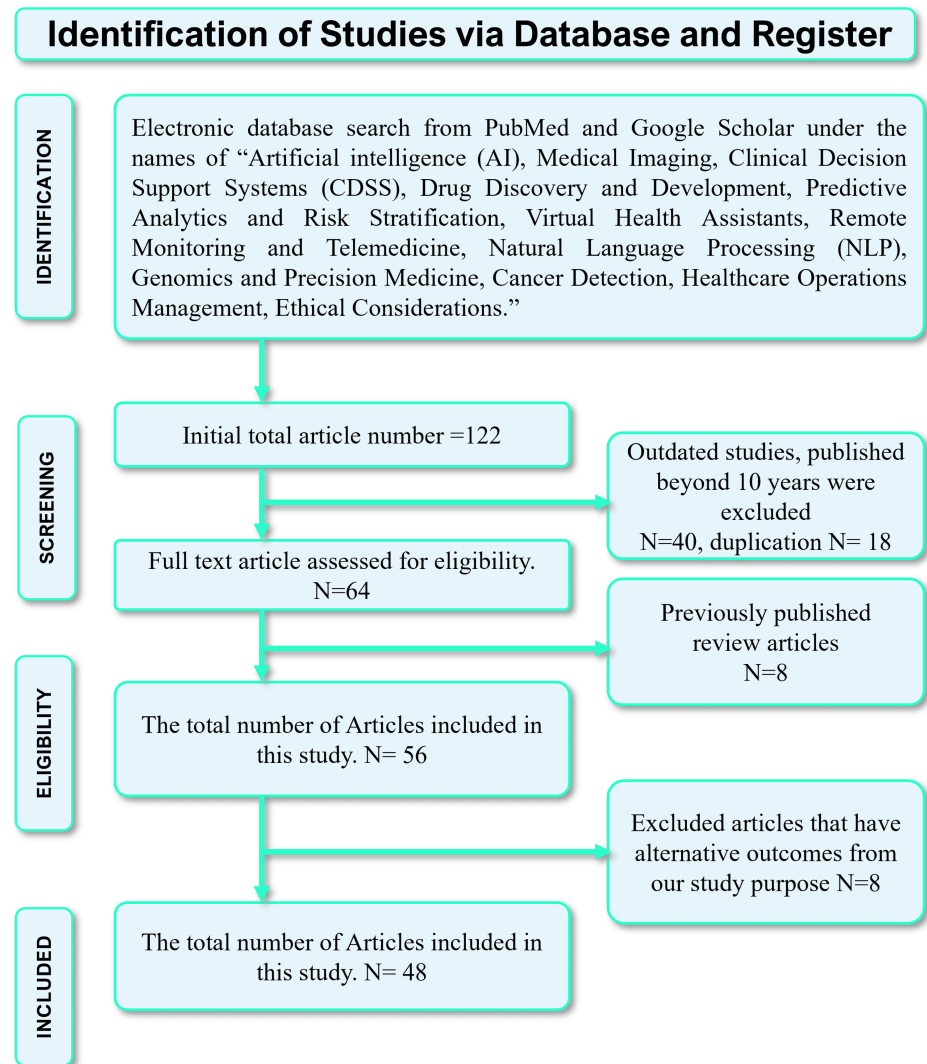 Identification of Studies via Database and Register
IDENTIFICATION
Electronic database search from PubMed and Google Scholar under the
names of “Artificial intelligence (AI), Medical Imaging, Clinical Decision
Support Systems (CDSS), Drug Discovery and Development, Predictive
Analytics and Risk Stratification, Virtual Health Assistants, Remote
Monitoring and Telemedicine, Natural Language Processing (NLP),
Genomics and Precision Medicine, Cancer Detection, Healthcare Operations
Management, Ethical Considerations.”
SCREENING
Initial total article number =122
Outdated studies, published
beyond 10 years were
excluded
N=40, duplication N= 18
Full text article assessed for eligibility.
N=64
Previously published
review articles
N=8
ELIGIBILITY
The total number of Articles included in
this study. N= 56
Excluded articles that have
alternative outcomes from
our study purpose N=8
INCLUDED
The total number of Articles included in
this study. N= 48